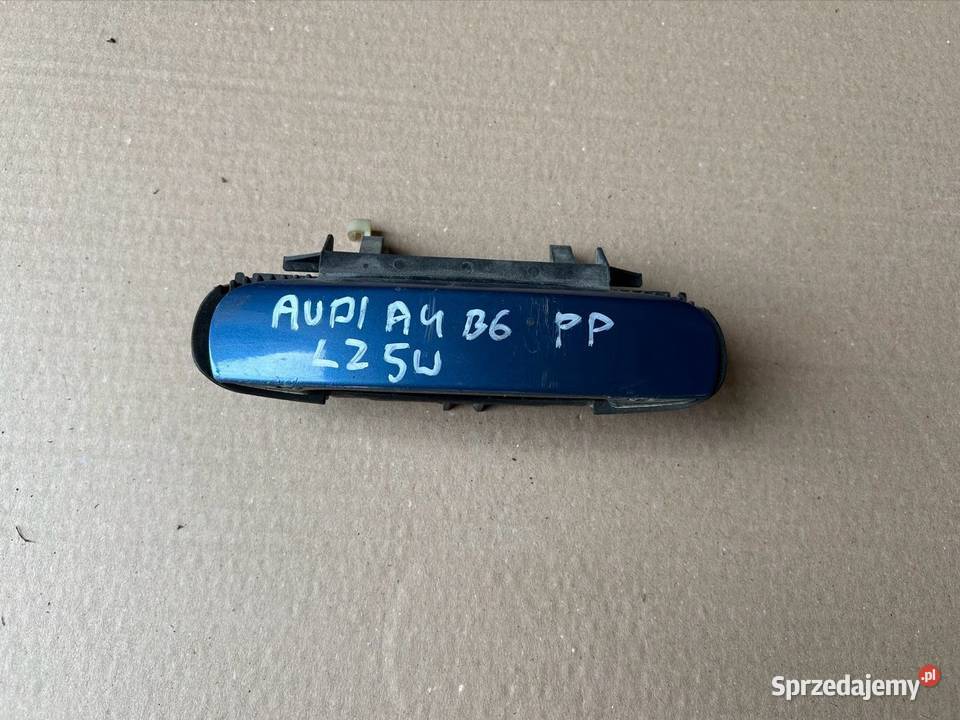 AUDI A4 B6 PP
LZ5W
Sprzedajemy.pl